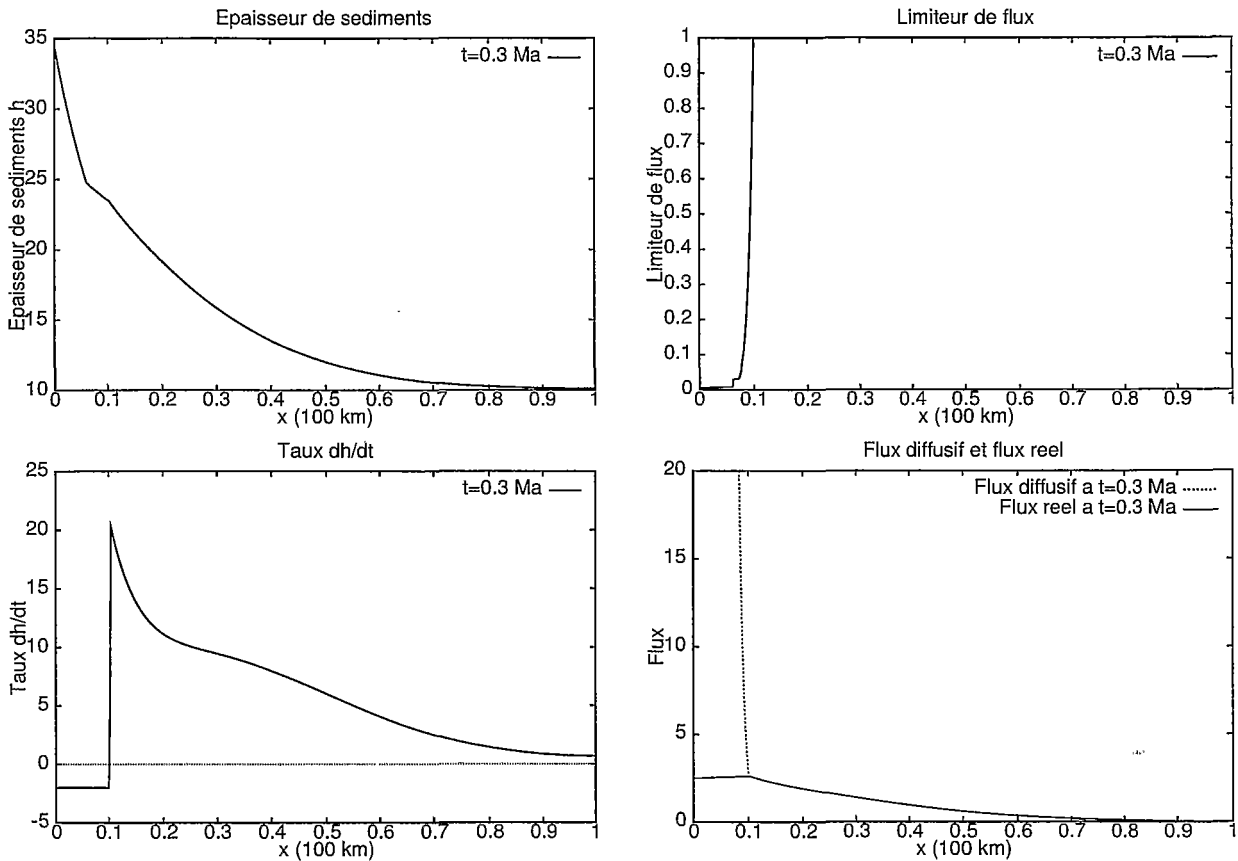 Epaisseur de sediments
Epaisseur de sediments h
35
30
25
20
15
10
t=0.3 Ma
0 0.1 0.2 0.3 0.4 0.5 0.6 0.7 0.8 0.9 1
x (100 km)
Limiteur de flux
Limiteur de flux
1
0.9
0.8
0.7
0.6
0.5
0.4
0.3
0.2
0.1
0
t=0.3 Ma
0 0.1 0.2 0.3 0.4 0.5 0.6 0.7 0.8 0.9 1
x (100 km)
Taux dh/dt
Taux dh/dt
25
20
15
10
5
0
-5
t=0.3 Ma
0 0.1 0.2 0.3 0.4 0.5 0.6 0.7 0.8 0.9 1
x (100 km)
Flux diffusif et flux reel
Flux
20
15
10
5
0
Flux diffusif a t=0.3 Ma
Flux reel a t=0.3 Ma
0 0.1 0.2 0.3 0.4 0.5 0.6 0.7 0.8 0.9 1
x (100 km)